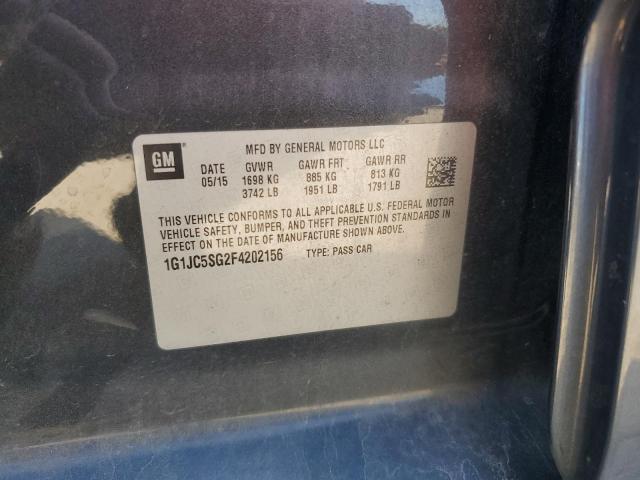 GM
MFD BY GENERAL MOTORS LLC
DATE GVWR GAWR FRT GAWR RR
05/15 1698 KG 885 KG 813 KG
3742 LB 1951 LB 1791 LB
THIS VEHICLE CONFORMS TO ALL APPLICABLE U.S. FEDERAL MOTOR
VEHICLE SAFETY, BUMPER, AND THEFT PREVENTION STANDARDS IN
EFFECT ON THE DATE OF MANUFACTURE SHOWN ABOVE.
1G1JC5SG2F4202156 TYPE: PASS CAR